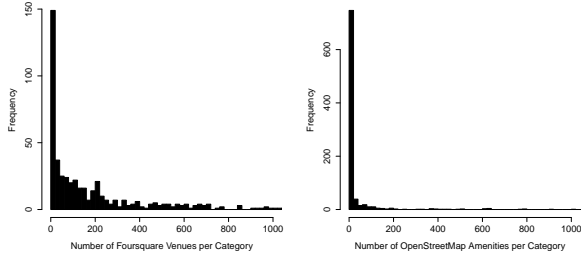 150
100
50
0
Frequency
0 200 400 600 800 1000
Number of Foursquare Venues per Category
600
400
200
0
Frequency
0 200 400 600 800 1000
Number of OpenStreetMap Amenities per Category